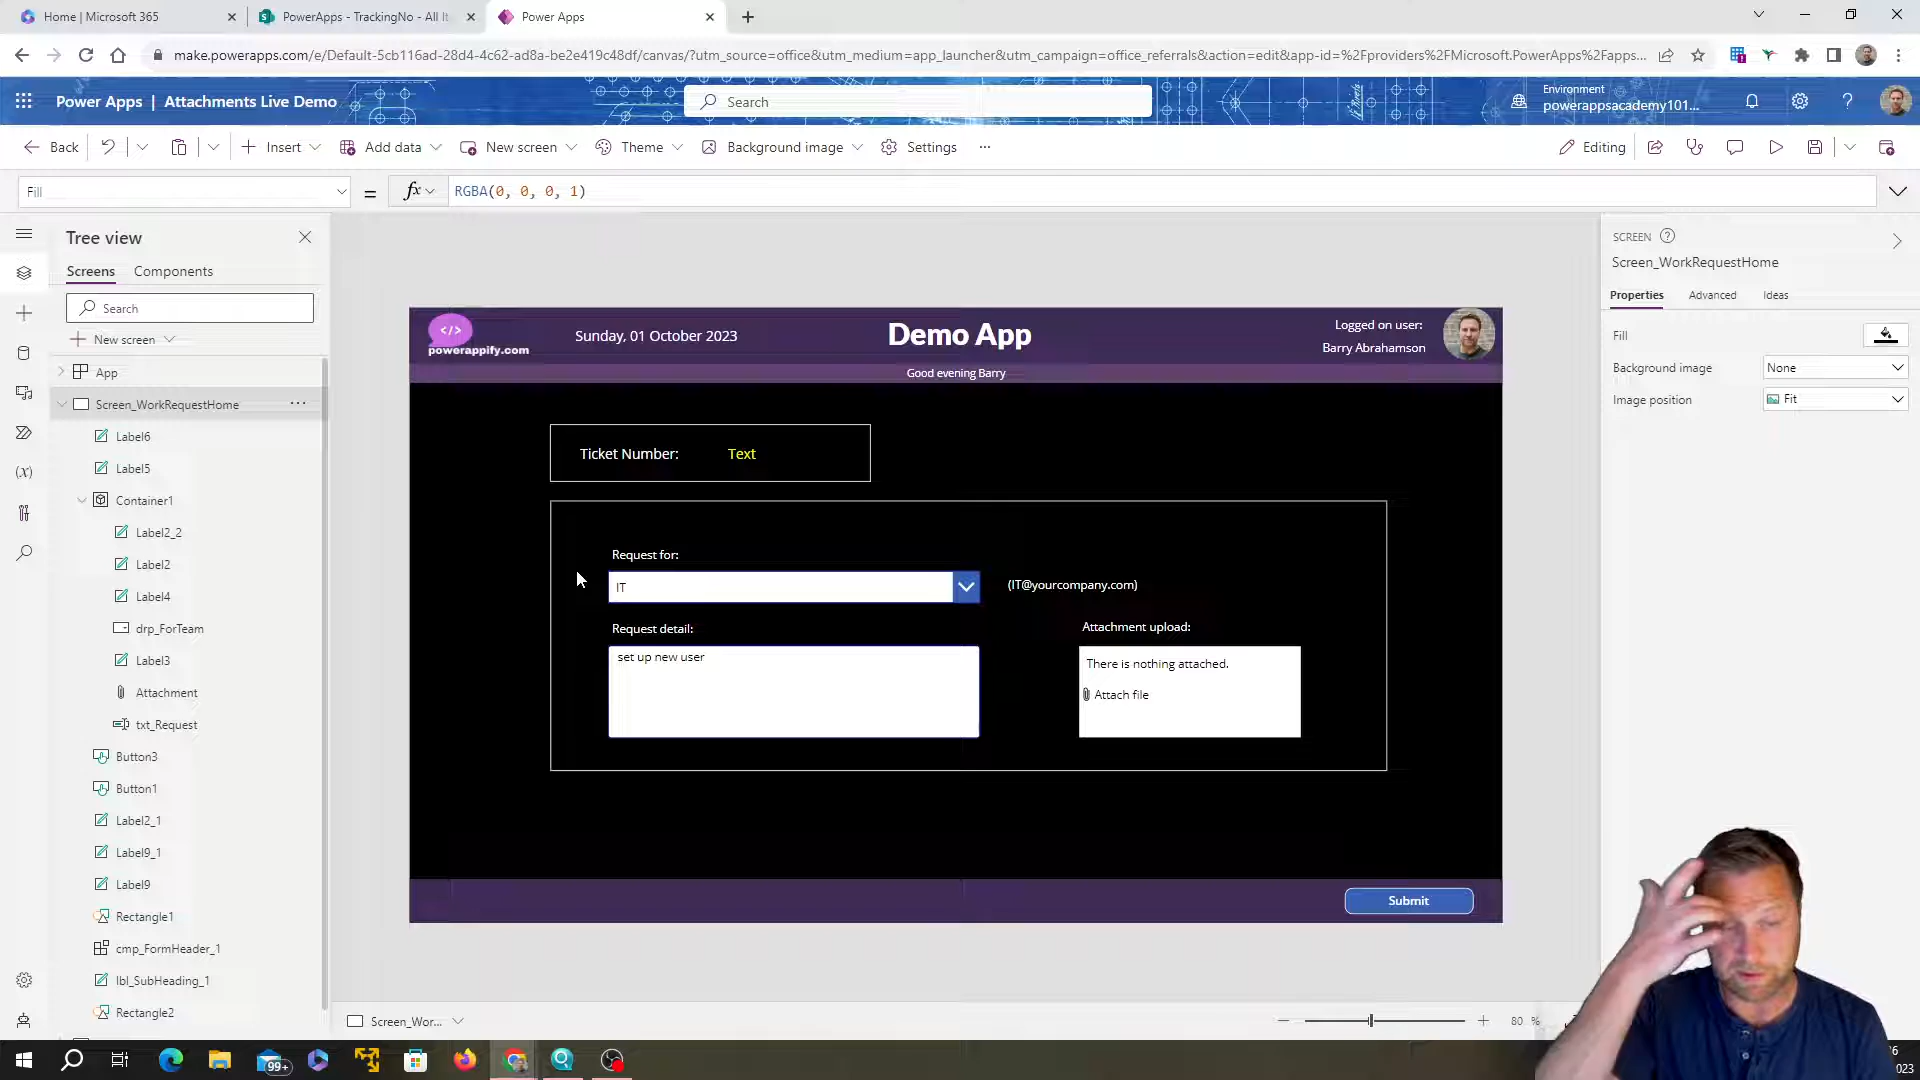 Home | Microsoft 365
PowerApps - TrackingNo - All It
Power Apps
make.powerapps.com/e/Default-5cb116ad-28d4-4c62-ad8a-be2e419c48df/canvas/?utm_source=office&utm_medium=app_launcher&utm_campaign=office_referrals&action=edit&app-id=%2Fproviders%2FMicrosoft.PowerApps%2Fapps...
Power Apps | Attachments Live Demo
Search
Environment
powerappsacademy101...
Back
Insert
Add data
New screen
Theme
Background image
Settings
...
Editing
Fill
=
fx
RGBA(0, 0, 0, 1)
Tree view
Screens
Components
Search
New screen
App
Screen_WorkRequestHome
...
Label6
Label5
Container1
Label2_2
Label2
Label4
drp_ForTeam
Label3
Attachment
txt_Request
Button3
Button1
Label2_1
Label9_1
Label9
Rectangle1
cmp_FormHeader_1
lbl_SubHeading_1
Rectangle2
</>
powerappify.com
Sunday, 01 October 2023
Demo App
Logged on user:
Barry Abrahamson
Good evening Barry
Ticket Number:
Text
Request for:
IT
(IT@yourcompany.com)
Request detail:
set up new user
Attachment upload:
There is nothing attached.
Attach file
Submit
SCREEN
Screen_WorkRequestHome
Properties
Advanced
Ideas
Fill
Background image
None
Image position
Fit
Screen_Wor...
80 %
99+